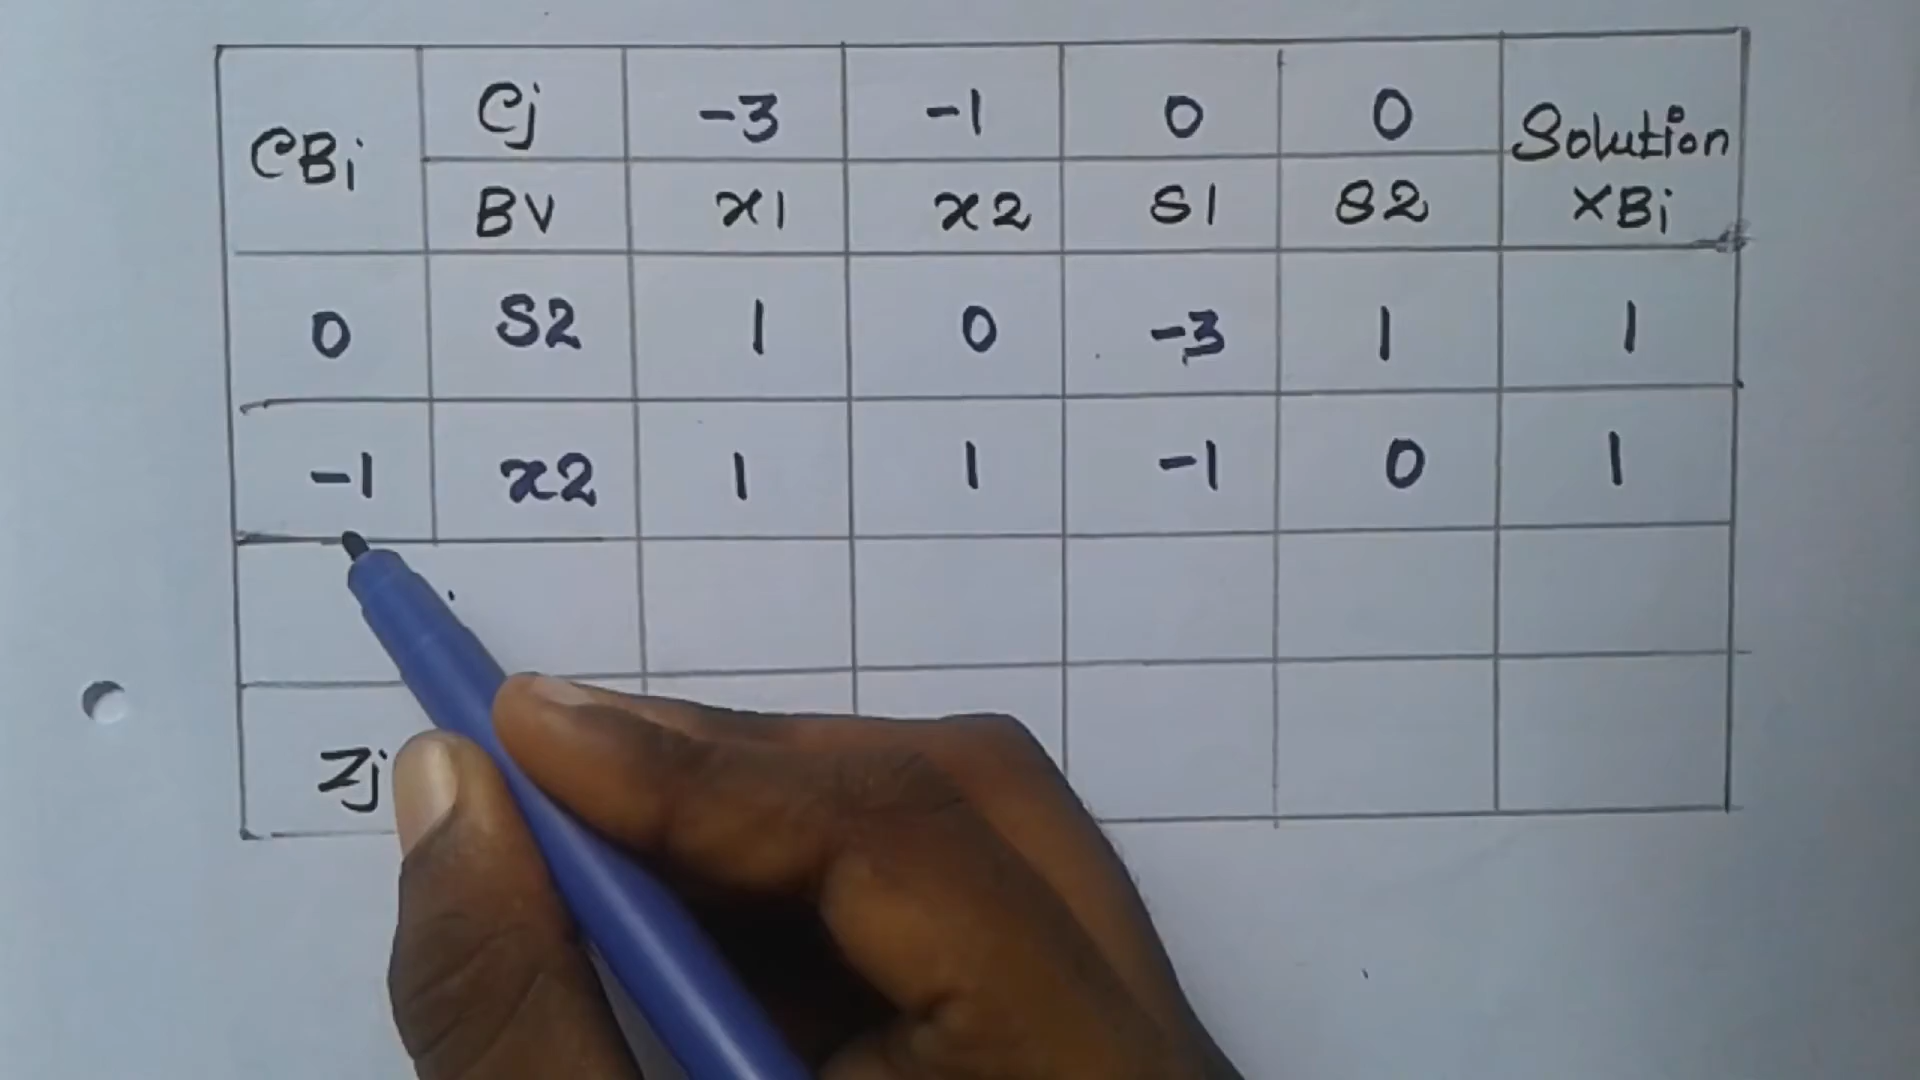 CBi Cj -3 -1 0 0 Solution
BV x1 x2 S1 S2 XBi
0 S2 1 0 -3 1 1
-1 x2 1 1 -1 0 1
Zj